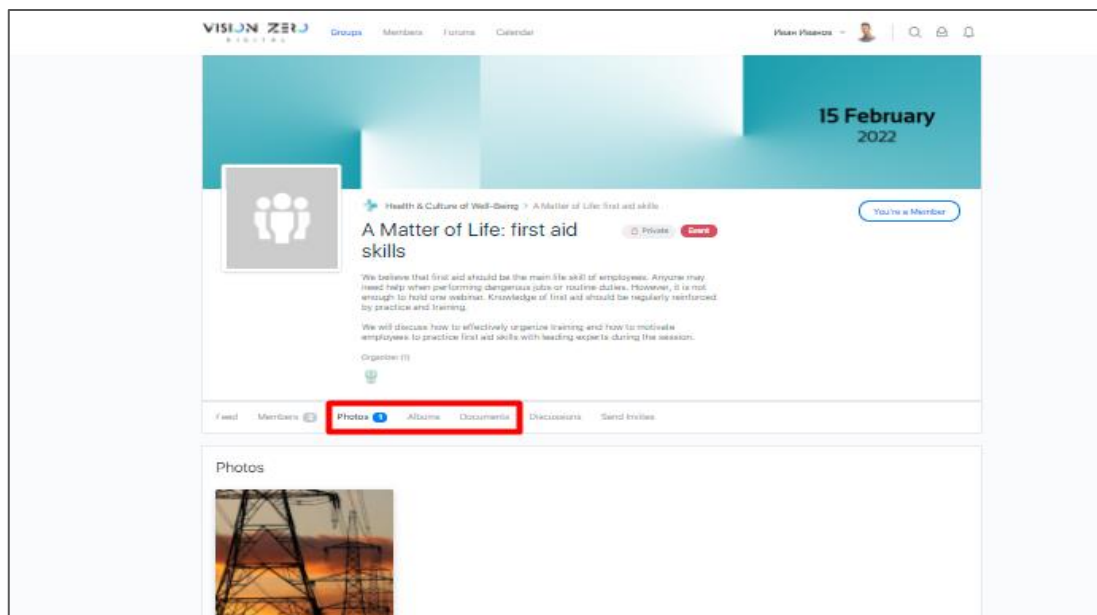 VISION ZERO
DIGITAL
Groups Members Forums Calendar
Иван Иванов
15 February
2022
Health & Culture of Well-Being > A Matter of Life: first aid skills
You're a Member
A Matter of Life: first aid
skills
Private Event
We believe that first aid should be the main life skill of employees. Anyone may
need help when performing dangerous jobs or routine duties. However, it is not
enough to hold one webinar. Knowledge of first aid should be regularly reinforced
by practice and training.
We will discuss how to effectively organize training and how to motivate
employees to practice first aid skills with leading experts during the session.
Organizer (1)
Feed Members Photos 1 Albums Documents Discussions Send Invites
Photos